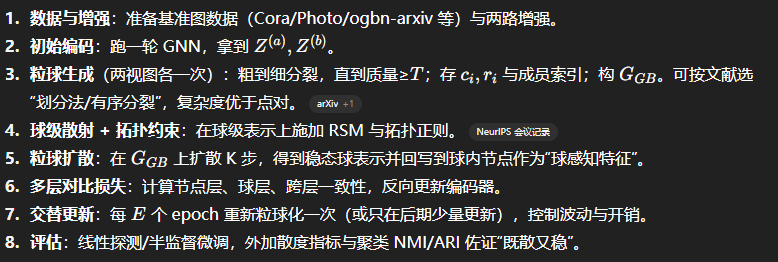 1. 数据与增强：准备基准图数据（Cora/Photo/ogbn-arxiv 等）与两路增强。
2. 初始编码：跑一轮 GNN，拿到 Z^(a), Z^(b)。
3. 粒球生成（两视图各一次）：粗到细分裂，直到质量≥T；存 c_i, r_i 与成员索引；构 G_GB。可按文献选
“划分法/有序分裂”，复杂度优于点对。 arXiv +1
4. 球级散射 + 拓扑约束：在球级表示上施加 RSM 与拓扑正则。 NeurIPS 会议记录
5. 粒球扩散：在 G_GB 上扩散 K 步，得到稳态球表示并回写到球内节点作为“球感知特征”。
6. 多层对比损失：计算节点层、球层、跨层一致性，反向更新编码器。
7. 交替更新：每 E 个 epoch 重新粒球化一次（或只在后期少量更新），控制波动与开销。
8. 评估：线性探测/半监督微调，外加散度指标与聚类 NMI/ARI 佐证“既散又稳”。